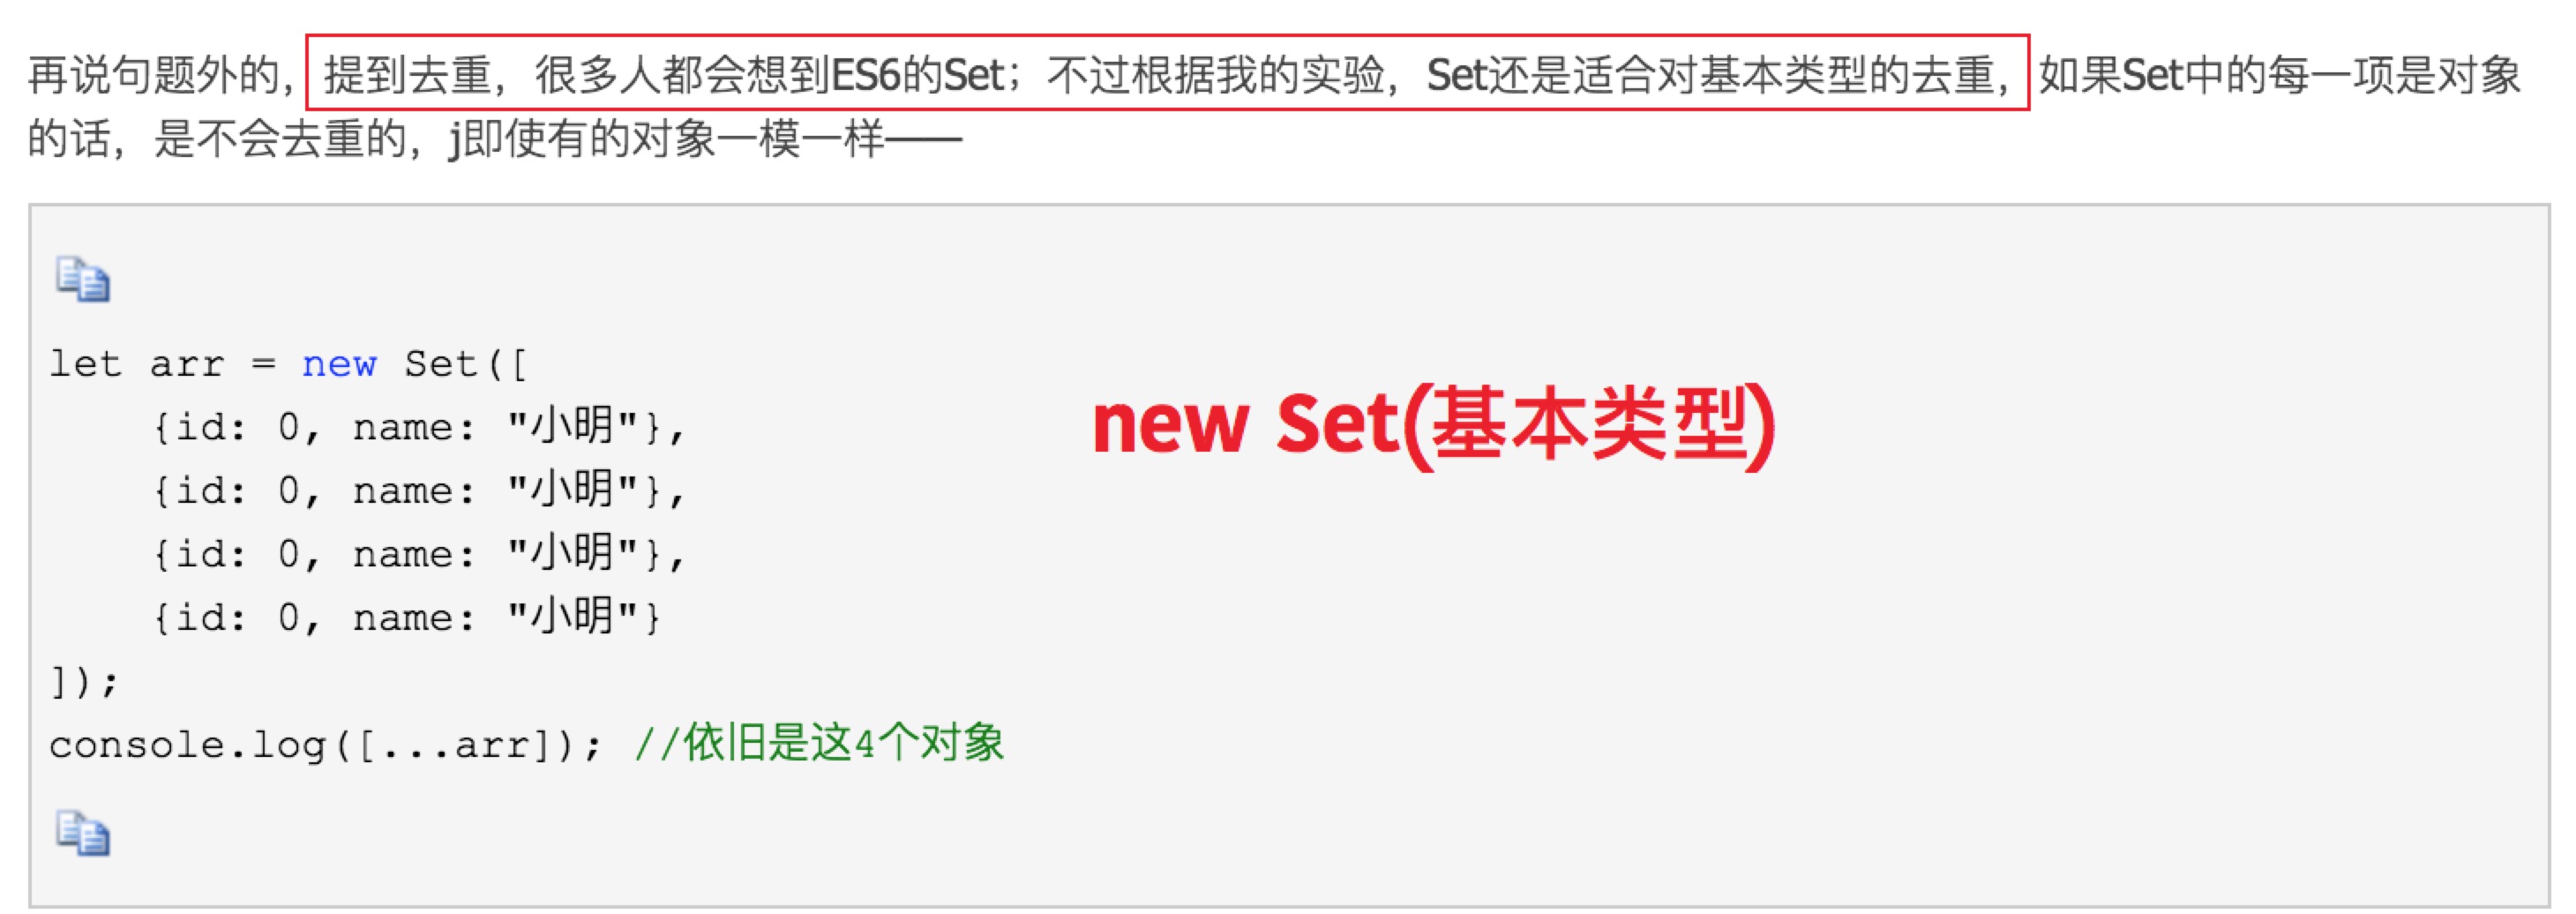 再说句题外的，提到去重，很多人都会想到ES6的Set；不过根据我的实验，Set还是适合对基本类型的去重，如果Set中的每一项是对象
的话，是不会去重的，j即使有的对象一模一样——
let arr = new Set([
    {id: 0, name: "小明"},
new Set(基本类型)
    {id: 0, name: "小明"},
    {id: 0, name: "小明"},
    {id: 0, name: "小明"}
]);
console.log([...arr]); //依旧是这4个对象